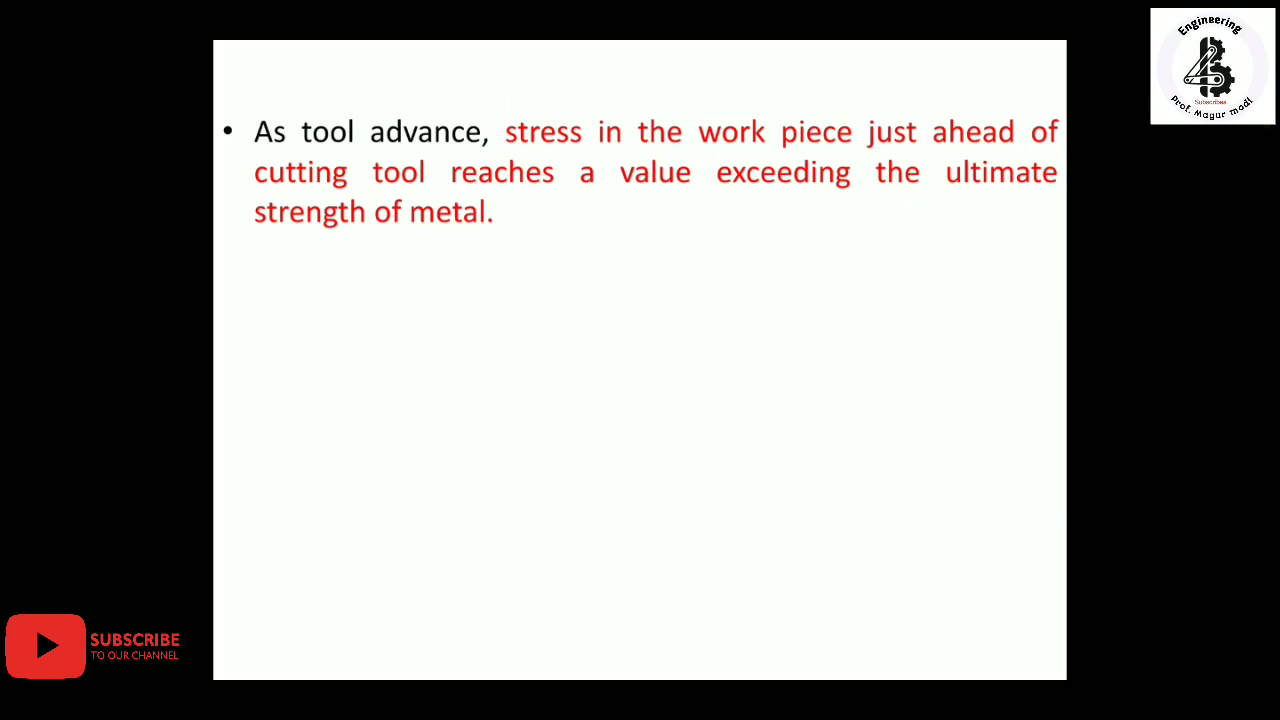 Engineering
Subscribes
Prof. Mayur modi
• As tool advance, stress in the work piece just ahead of
cutting tool reaches a value exceeding the ultimate
strength of metal.
SUBSCRIBE
TO OUR CHANNEL